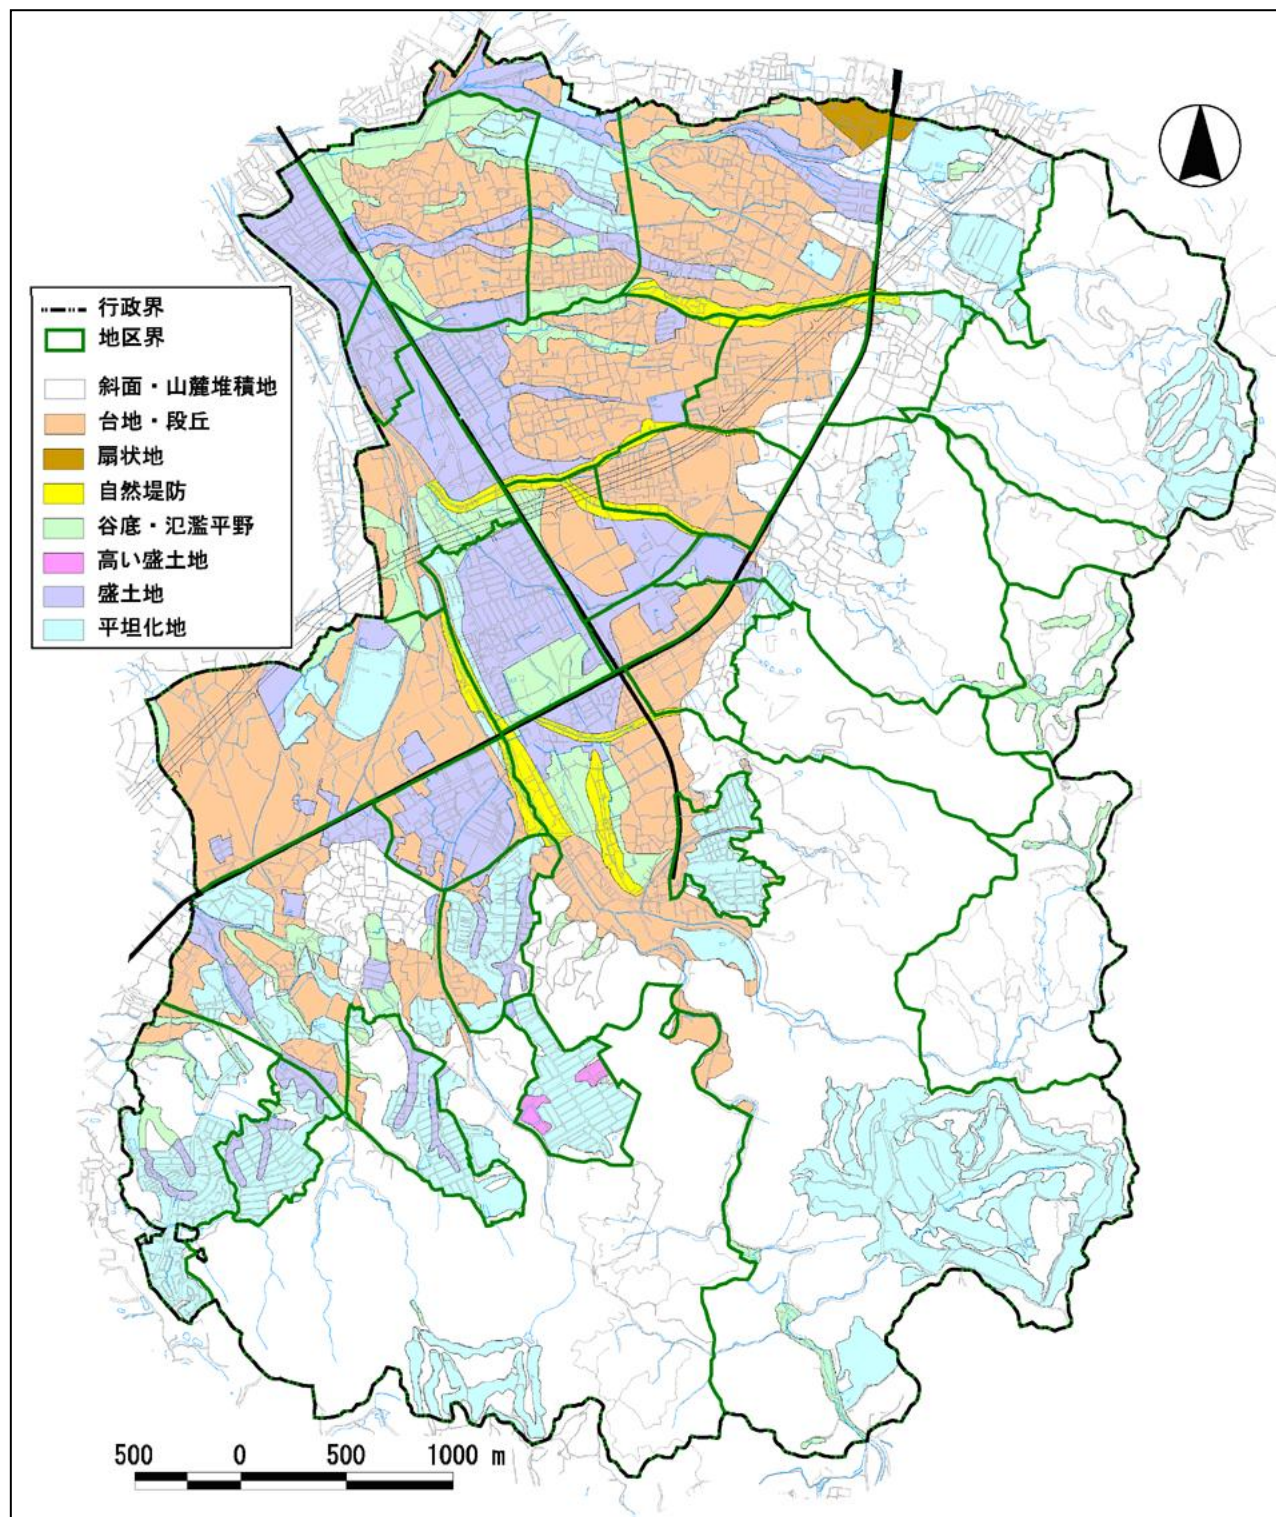 行政界
地区界
斜面・山麓堆積地
台地・段丘
扇状地
自然堤防
谷底・氾濫平野
高い盛土地
盛土地
平坦化地
500 0 500 1000 m